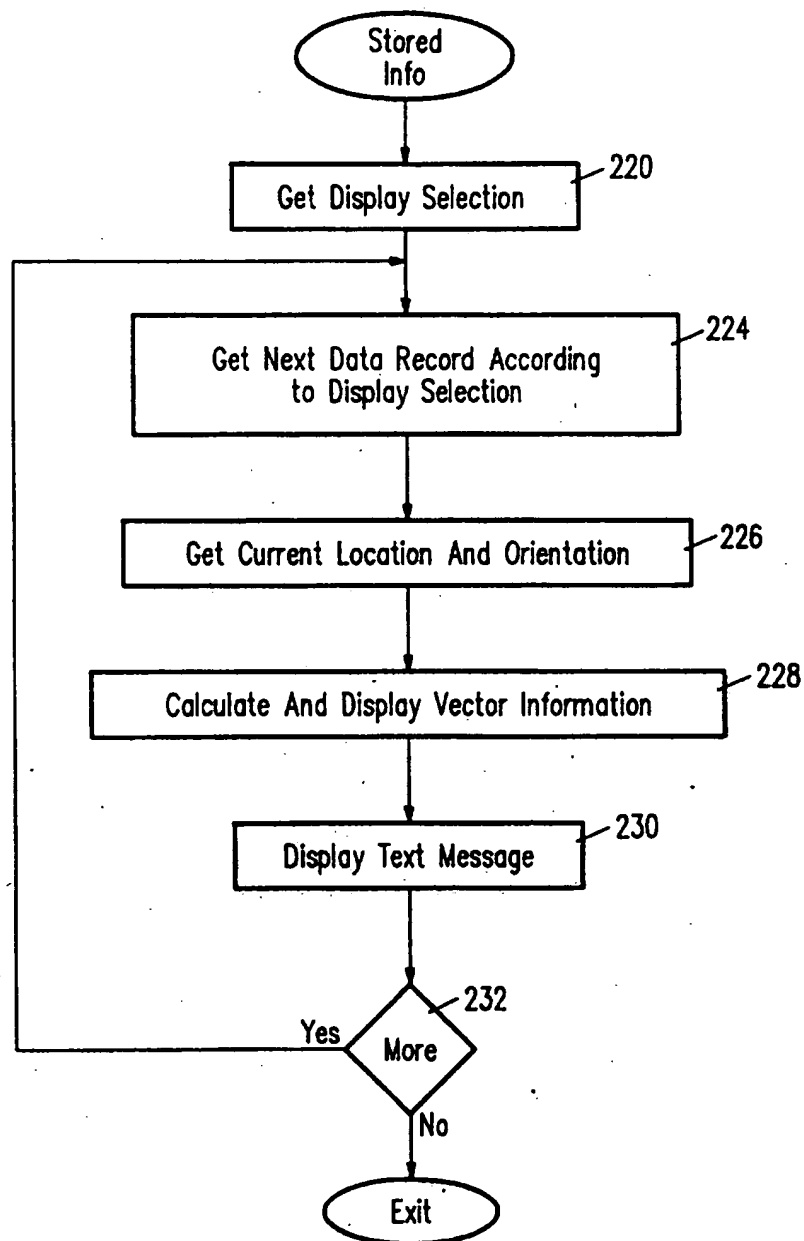 Stored
Info
220
Get Display Selection
224
Get Next Data Record According
to Display Selection
226
Get Current Location And Orientation
228
Calculate And Display Vector Information
230
Display Text Message
232
Yes
More
No
Exit